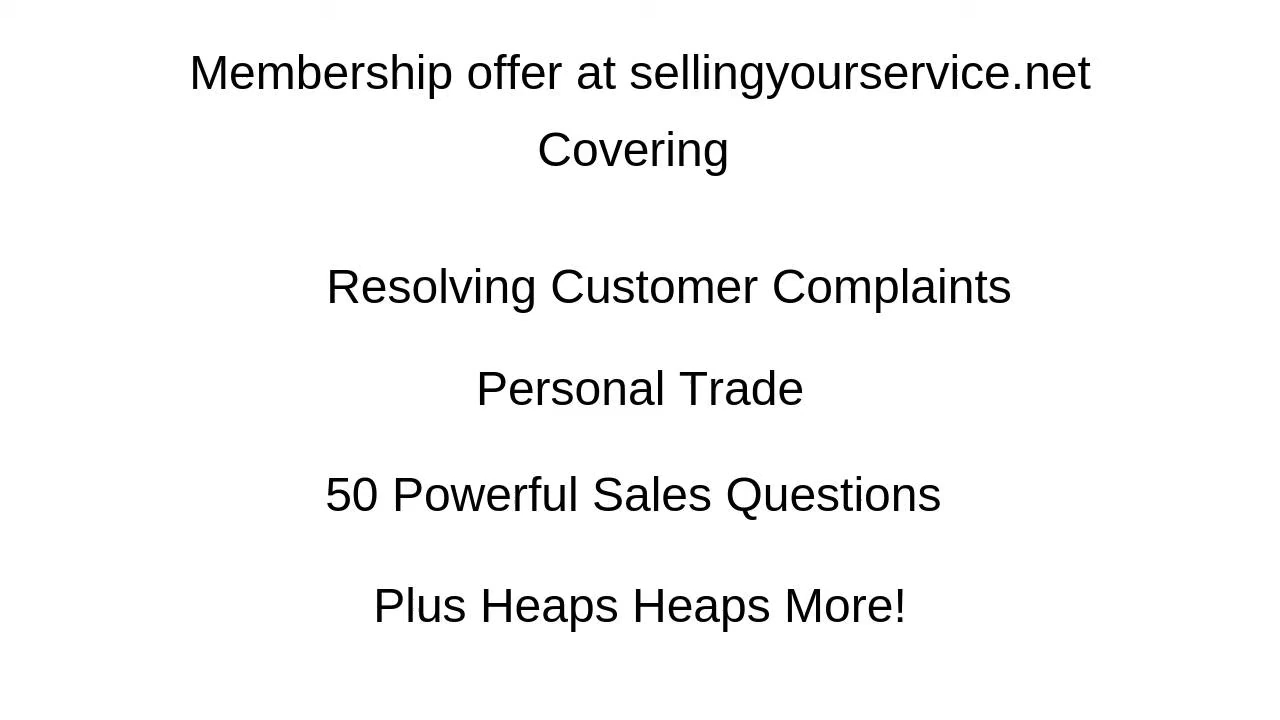 Membership offer at sellingyourservice.net
Covering
Resolving Customer Complaints
Personal Trade
50 Powerful Sales Questions
Plus Heaps Heaps More!